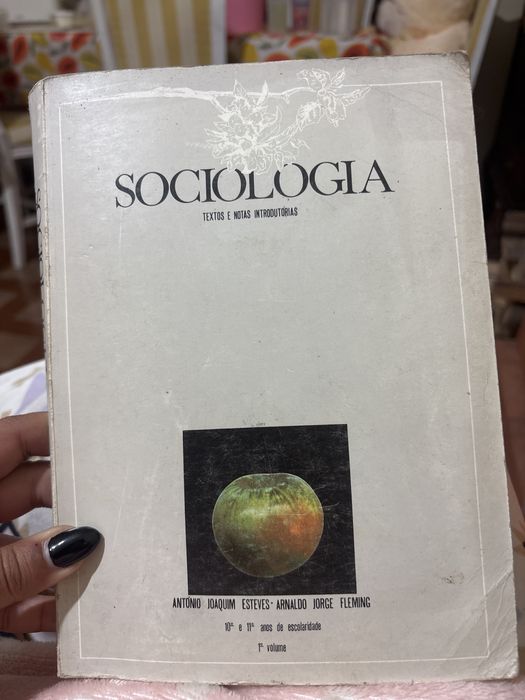 SOCIOLOGIA
TEXTOS E NOTAS INTRODUTÓRIAS
ANTÓNIO JOAQUIM ESTEVES · ARNALDO JORGE FLEMING
10º e 11º anos de escolaridade
1º volume